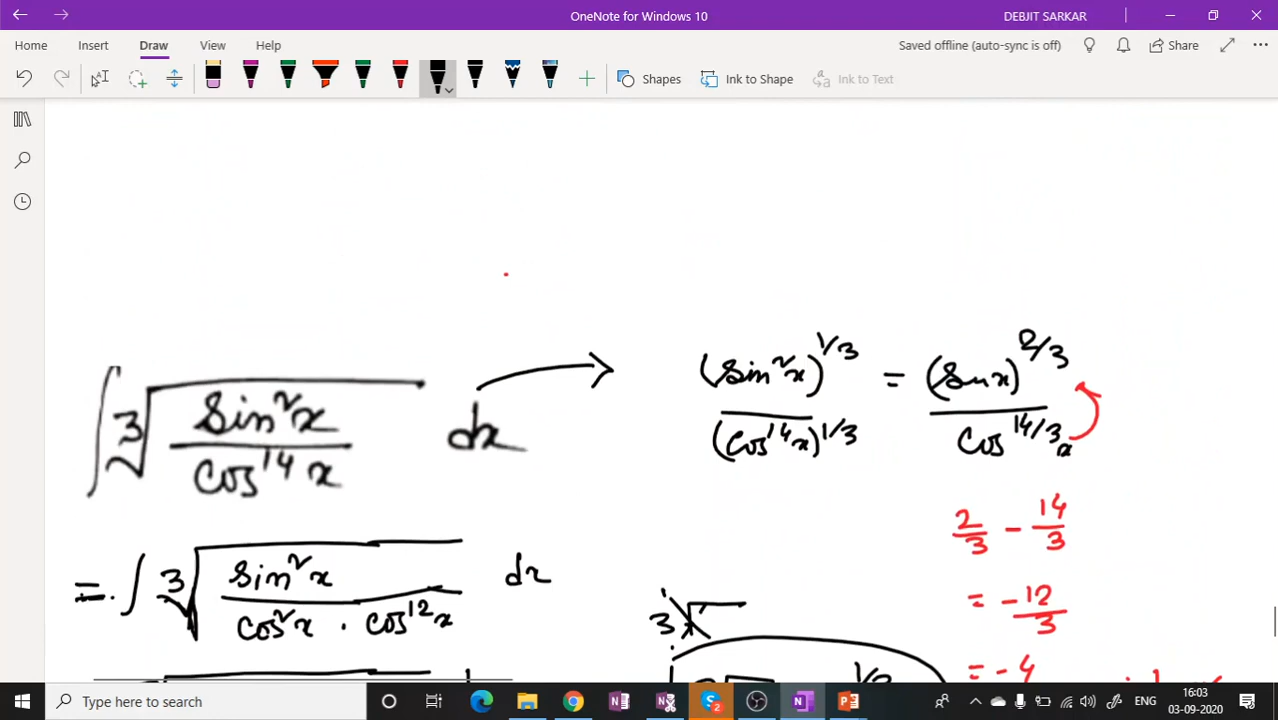 OneNote for Windows 10
DEBJIT SARKAR
Home Insert Draw View Help
Saved offline (auto-sync is off)
Share
Shapes
Ink to Shape
Ink to Text
∫ ∛(sin²x / cos¹⁴x) dx
(sin²x)^1/3 / (cos¹⁴x)^1/3 = (sin x)^2/3 / cos^14/3 x
2/3 - 14/3
= ∫ ∛(sin²x / cos²x . cos¹²x) dx
= -12/3
= -4
Type here to search
2
ENG
16:03
03-09-2020